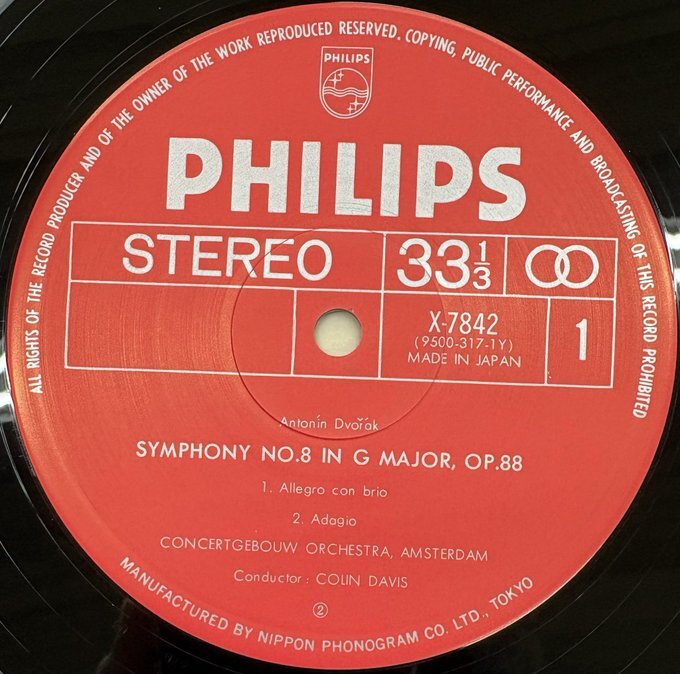 ALL RIGHTS OF THE RECORD PRODUCER AND OF THE OWNER OF THE WORK REPRODUCED RESERVED. COPYING, PUBLIC PERFORMANCE AND BROADCASTING OF THIS RECORD PROHIBITED
PHILIPS
PHILIPS
STEREO
33 1/3
X-7842
(9500-317-1Y)
MADE IN JAPAN
1
Antonín Dvořák
SYMPHONY NO.8 IN G MAJOR, OP.88
1. Allegro con brio
2. Adagio
CONCERTGEBOUW ORCHESTRA, AMSTERDAM
Conductor: COLIN DAVIS
②
MANUFACTURED BY NIPPON PHONOGRAM CO. LTD., TOKYO